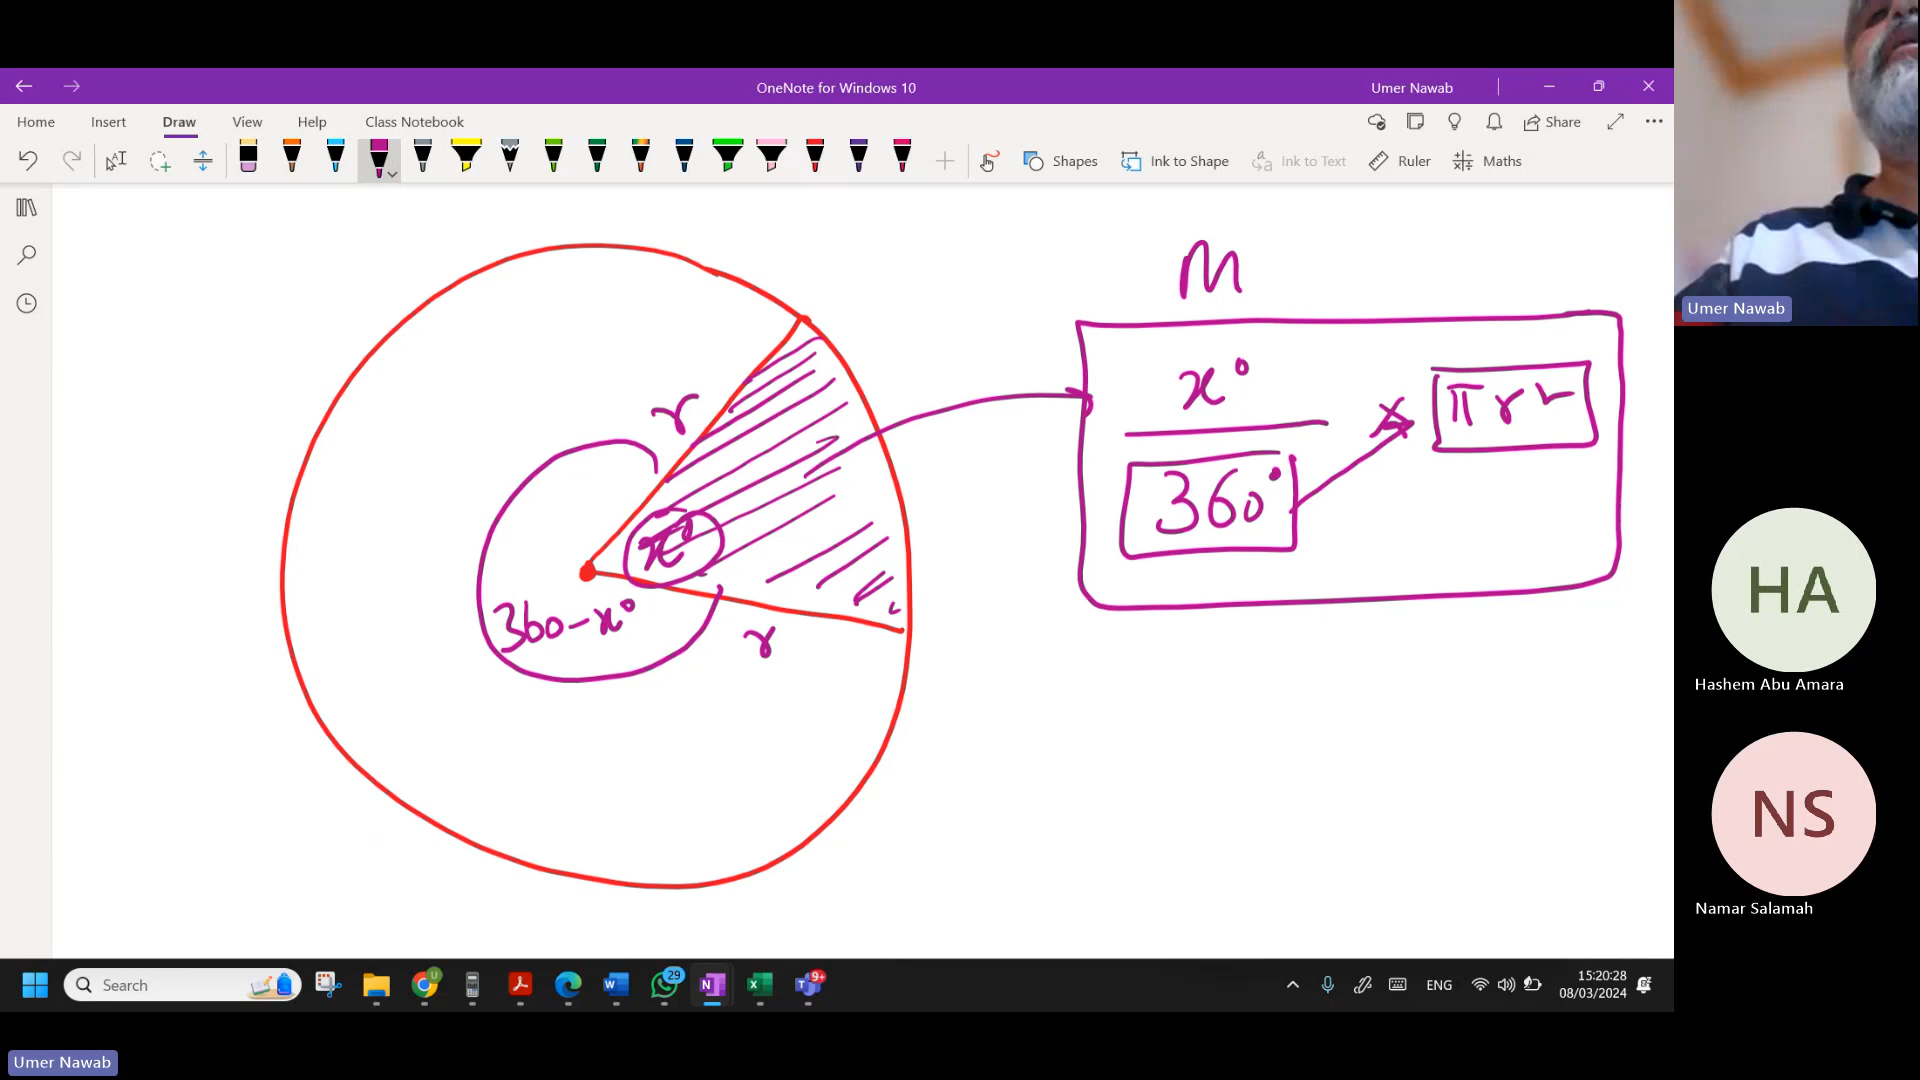 OneNote for Windows 10
Umer Nawab
Home Insert Draw View Help Class Notebook
Share
Shapes Ink to Shape Ink to Text Ruler Maths
Umer Nawab
M
x°
360°
× πr²
r
x°
360-x°
r
HA
Hashem Abu Amara
NS
Namar Salamah
Search
U
29
9+
ENG
15:20:28
08/03/2024
Umer Nawab